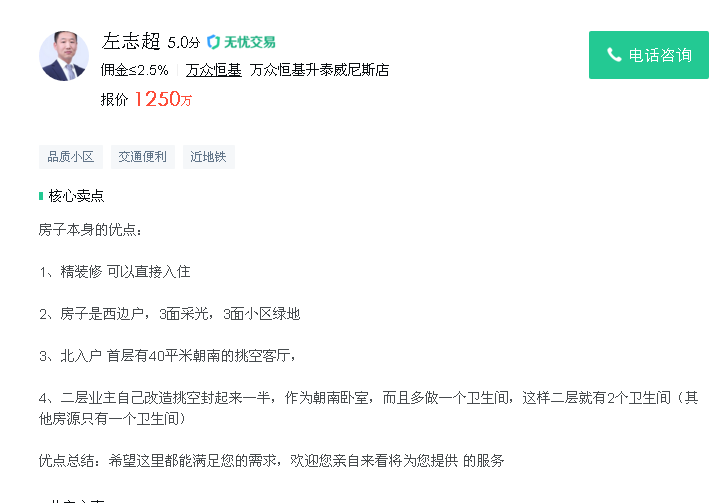 左志超 5.0分 无忧交易
佣金≤2.5% 万众恒基 万众恒基升泰威尼斯店
电话咨询
报价 1250万
品质小区 交通便利 近地铁
核心卖点
房子本身的优点：
1、精装修 可以直接入住
2、房子是西边户，3面采光，3面小区绿地
3、北入户 首层有40平米朝南的挑空客厅，
4、二层业主自己改造挑空封起来一半，作为朝南卧室，而且多做一个卫生间，这样二层就有2个卫生间（其
他房源只有一个卫生间）
优点总结：希望这里都能满足您的需求，欢迎您亲自来看将为您提供 的服务